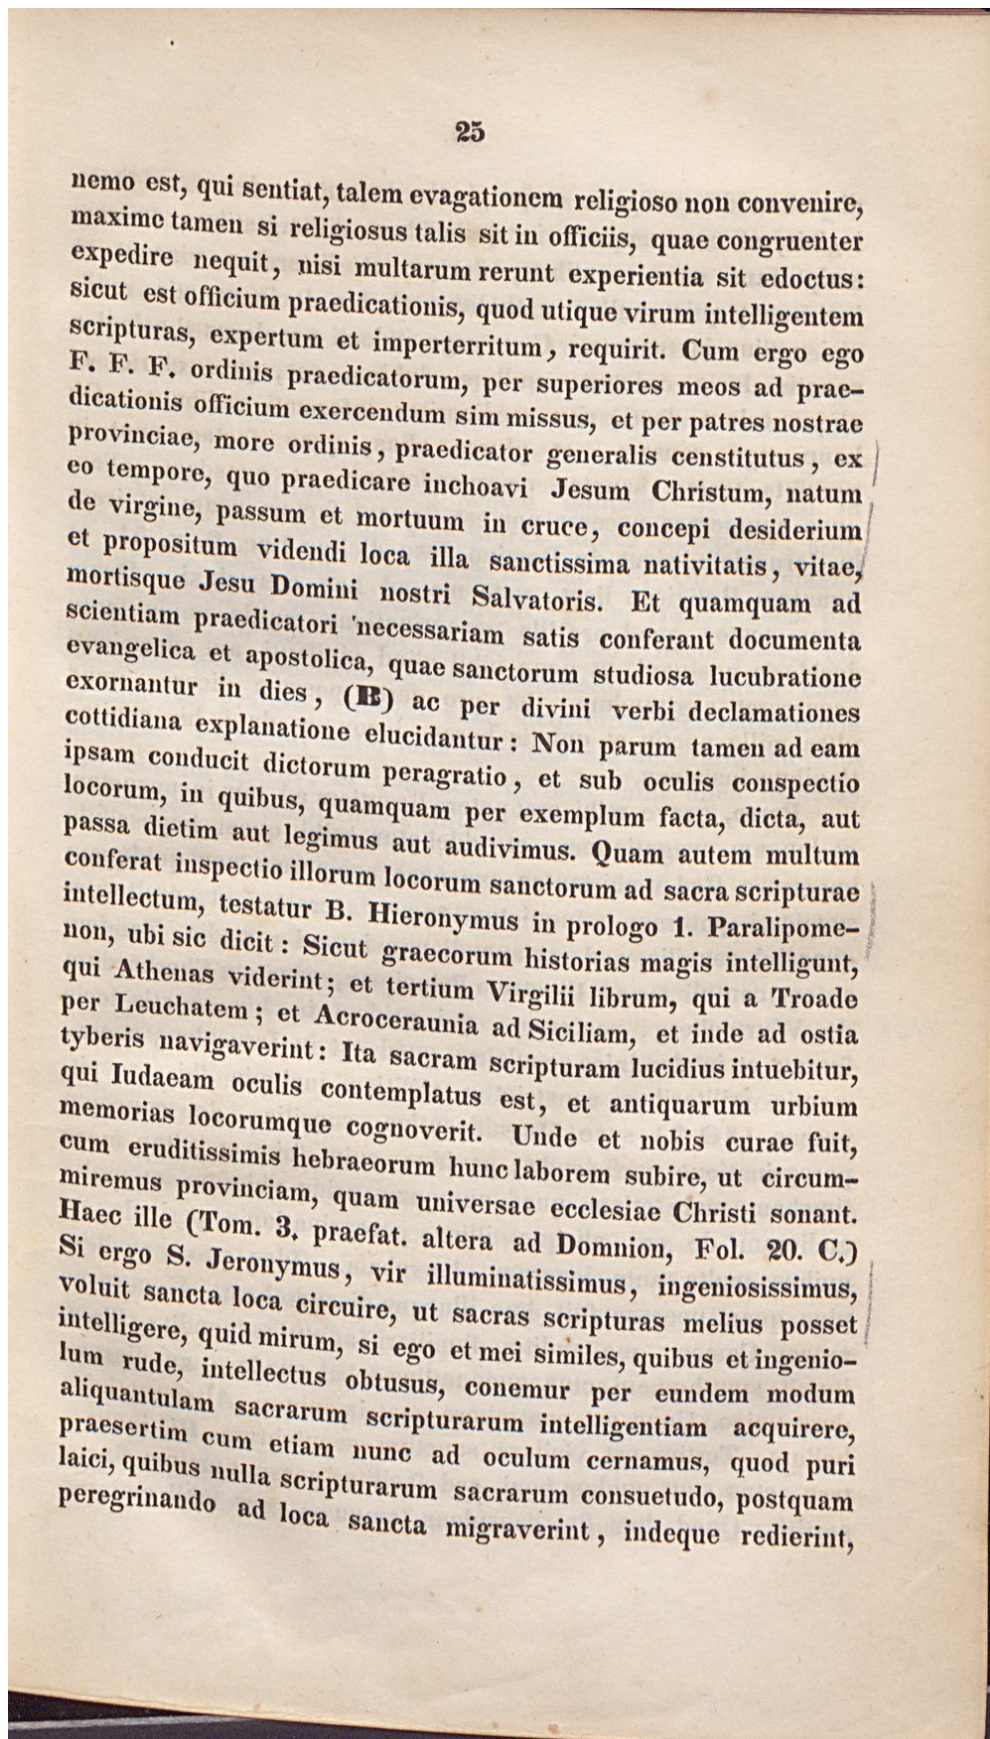 25
nemo est, qui sentiat, talem evagationem religioso non convenire,
maxime tamen si religiosus talis sit in officiis, quae congruenter
expedire nequit, nisi multarum rerunt experientia sit edoctus:
sicut est officium praedicationis, quod utique virum intelligentem
scripturas, expertum et imperterritum, requirit. Cum ergo ego
F. F. F. ordinis praedicatorum, per superiores meos ad prae-
dicationis officium exercendum sim missus, et per patres nostrae
provinciae, more ordinis, praedicator generalis censtitutus, ex
eo tempore, quo praedicare inchoavi Jesum Christum, natum
de virgine, passum et mortuum in cruce, concepi desiderium
et propositum videndi loca illa sanctissima nativitatis, vitae,
mortisque Jesu Domini nostri Salvatoris. Et quamquam ad
scientiam praedicatori 'necessariam satis conferant documenta
evangelica et apostolica, quae sanctorum studiosa lucubratione
exornantur in dies, (B) ac per divini verbi declamationes
cottidiana explanatione elucidantur: Non parum tamen ad eam
ipsam conducit dictorum peragratio, et sub oculis conspectio
locorum, in quibus, quamquam per exemplum facta, dicta, aut
passa dietim aut legimus aut audivimus. Quam autem multum
conferat inspectio illorum locorum sanctorum ad sacra scripturae
intellectum, testatur B. Hieronymus in prologo 1. Paralipome-
non, ubi sic dicit: Sicut graecorum historias magis intelligunt,
qui Athenas viderint; et tertium Virgilii librum, qui a Troade
per Leuchatem; et Acroceraunia ad Siciliam, et inde ad ostia
tyberis navigaverint: Ita sacram scripturam lucidius intuebitur,
qui Iudaeam oculis contemplatus est, et antiquarum urbium
memorias locorumque cognoverit. Unde et nobis curae fuit,
cum eruditissimis hebraeorum hunc laborem subire, ut circum-
miremus provinciam, quam universae ecclesiae Christi sonant.
Haec ille (Tom. 3. praefat. altera ad Domnion, Fol. 20. C.)
Si ergo S. Jeronymus, vir illuminatissimus, ingeniosissimus,
voluit sancta loca circuire, ut sacras scripturas melius posset
intelligere, quid mirum, si ego et mei similes, quibus et ingenio-
lum rude, intellectus obtusus, conemur per eundem modum
aliquantulam sacrarum scripturarum intelligentiam acquirere,
praesertim cum etiam nunc ad oculum cernamus, quod puri
laici, quibus nulla scripturarum sacrarum consuetudo, postquam
peregrinando ad loca sancta migraverint, indeque redierint,